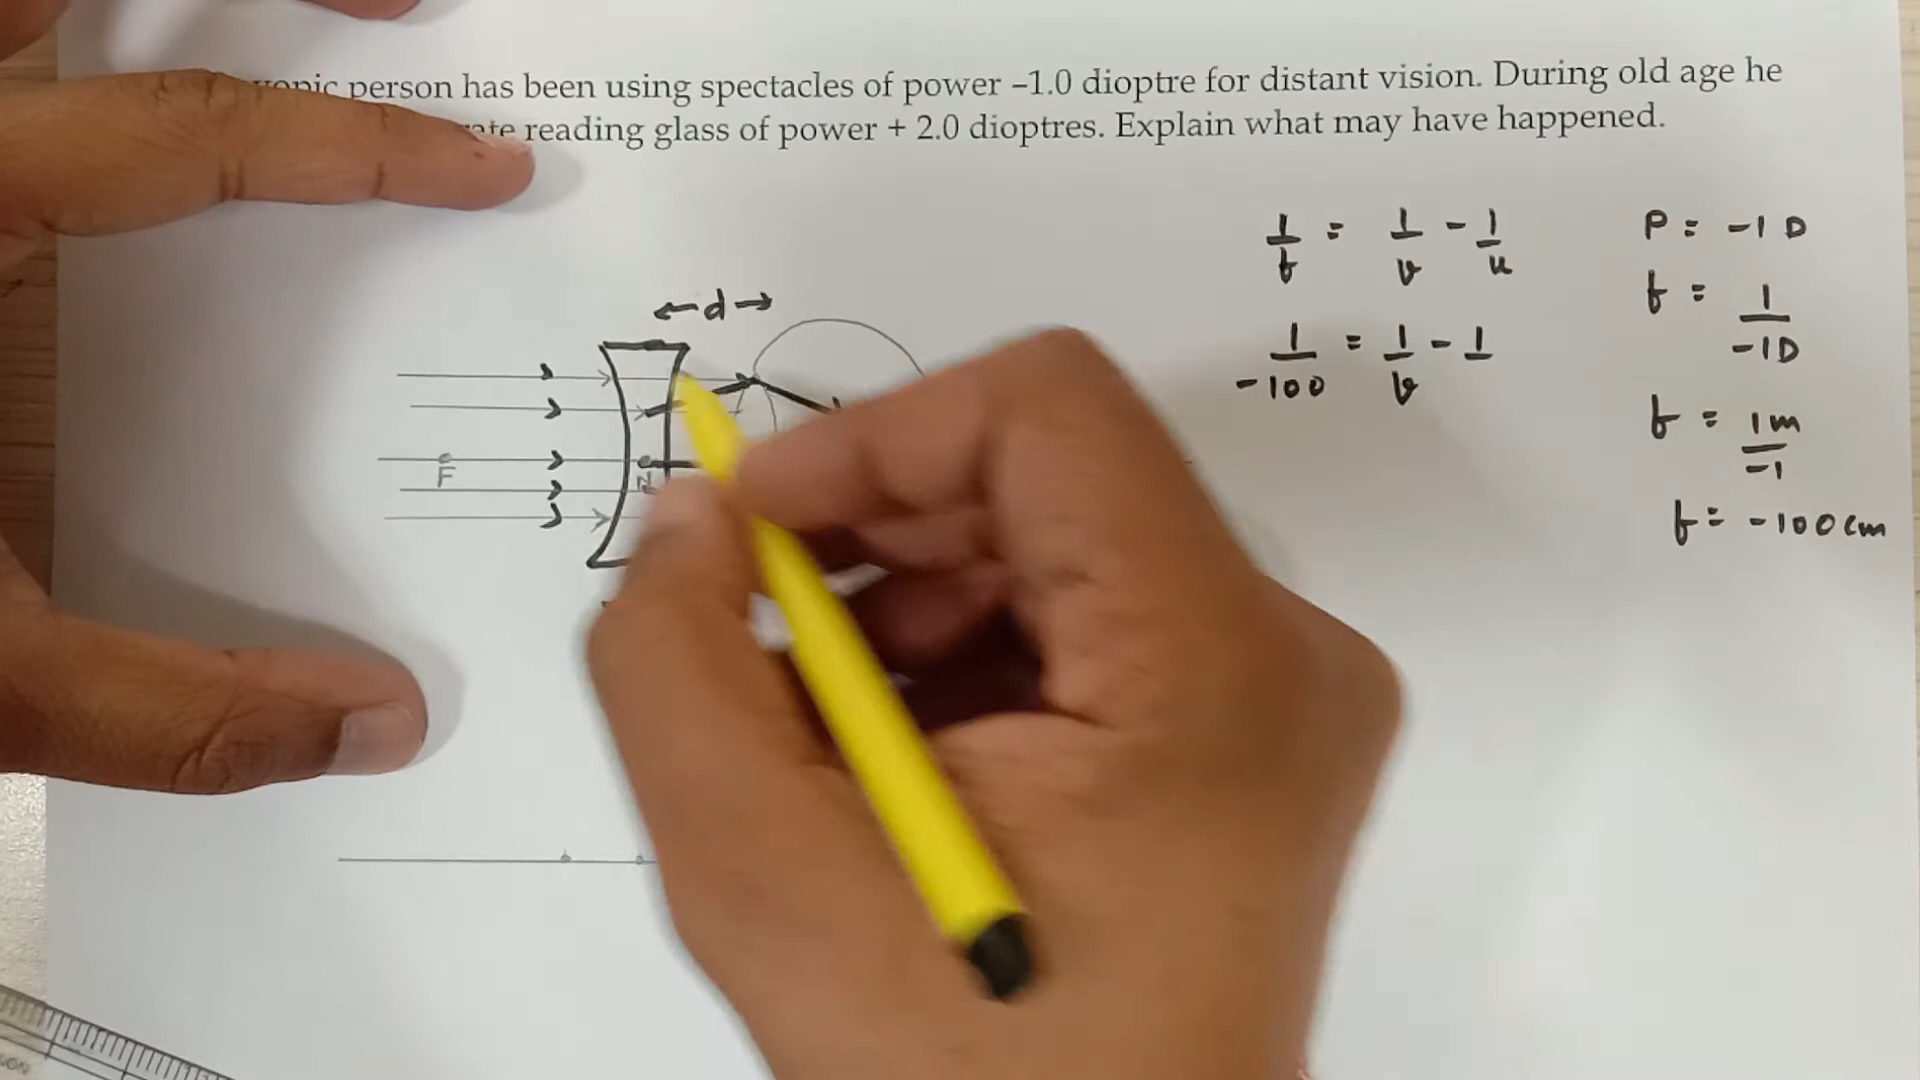 person has been using spectacles of power –1.0 dioptre for distant vision. During old age he
reading glass of power + 2.0 dioptres. Explain what may have happened.
1/f = 1/v - 1/u
P = -1 D
f = 1/-1D
d
1/-100 = 1/v - 1
f = 1m/-1
F
N
f = -100 cm